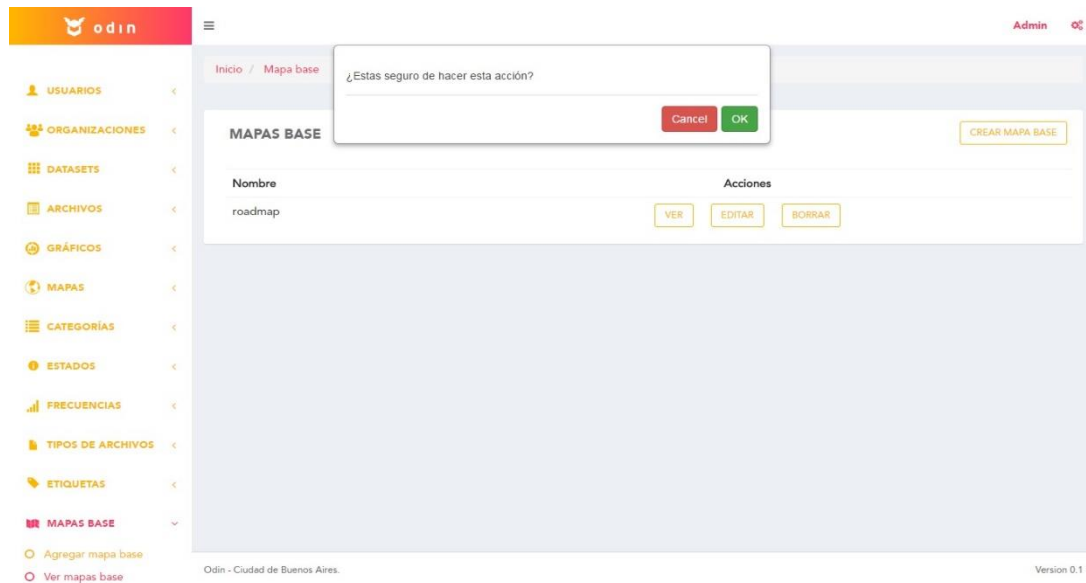 odin
Admin
Inicio / Mapa base
¿Estas seguro de hacer esta acción?
Cancel OK
USUARIOS
ORGANIZACIONES
DATASETS
ARCHIVOS
GRÁFICOS
MAPAS
CATEGORÍAS
ESTADOS
FRECUENCIAS
TIPOS DE ARCHIVOS
ETIQUETAS
MAPAS BASE
Agregar mapa base
Ver mapas base
MAPAS BASE
CREAR MAPA BASE
Nombre Acciones
roadmap VER EDITAR BORRAR
Odin - Ciudad de Buenos Aires.
Version 0.1